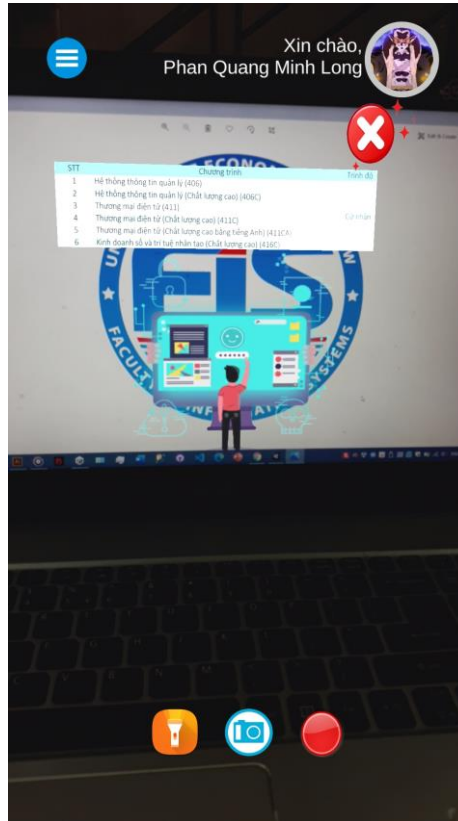 Xin chào,
Phan Quang Minh Long
STT Chương trình Trình độ
1 Hệ thống thông tin quản lý (406)
2 Hệ thống thông tin quản lý (Chất lượng cao) (406C)
3 Thương mại điện tử (411)
4 Thương mại điện tử (Chất lượng cao) (411C) Cử nhân
5 Thương mại điện tử (Chất lượng cao bằng tiếng Anh) (411CA)
6 Kinh doanh số và trí tuệ nhân tạo (Chất lượng cao) (416C)
ECONO
FIS
FACULTY
SYSTEMS